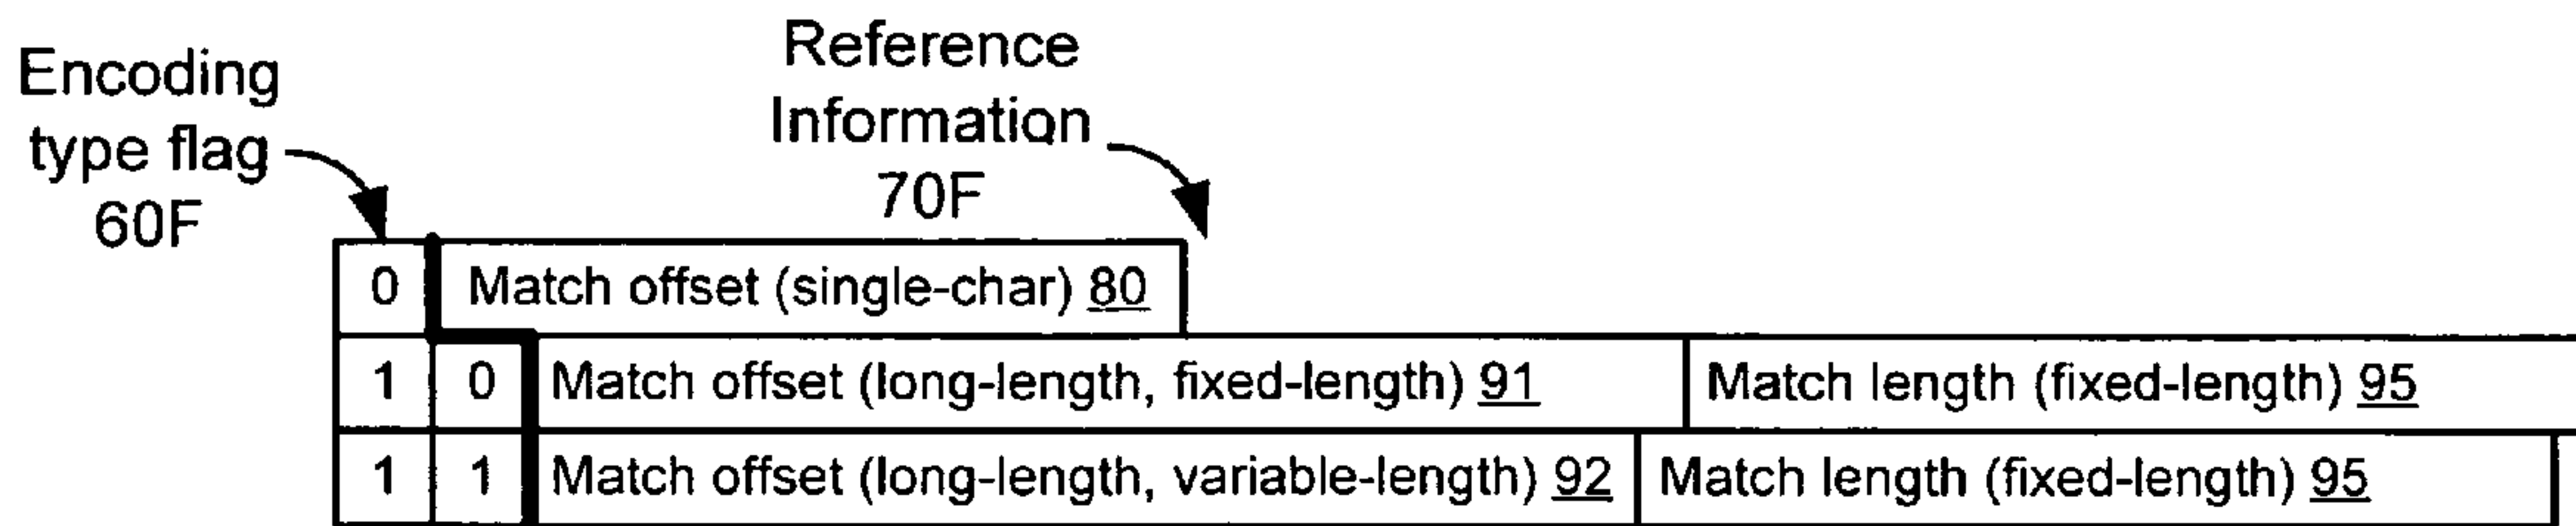 Encoding
type flag
60F
Reference
Information
70F
0 Match offset (single-char) 80
1 0 Match offset (long-length, fixed-length) 91 Match length (fixed-length) 95
1 1 Match offset (long-length, variable-length) 92 Match length (fixed-length) 95